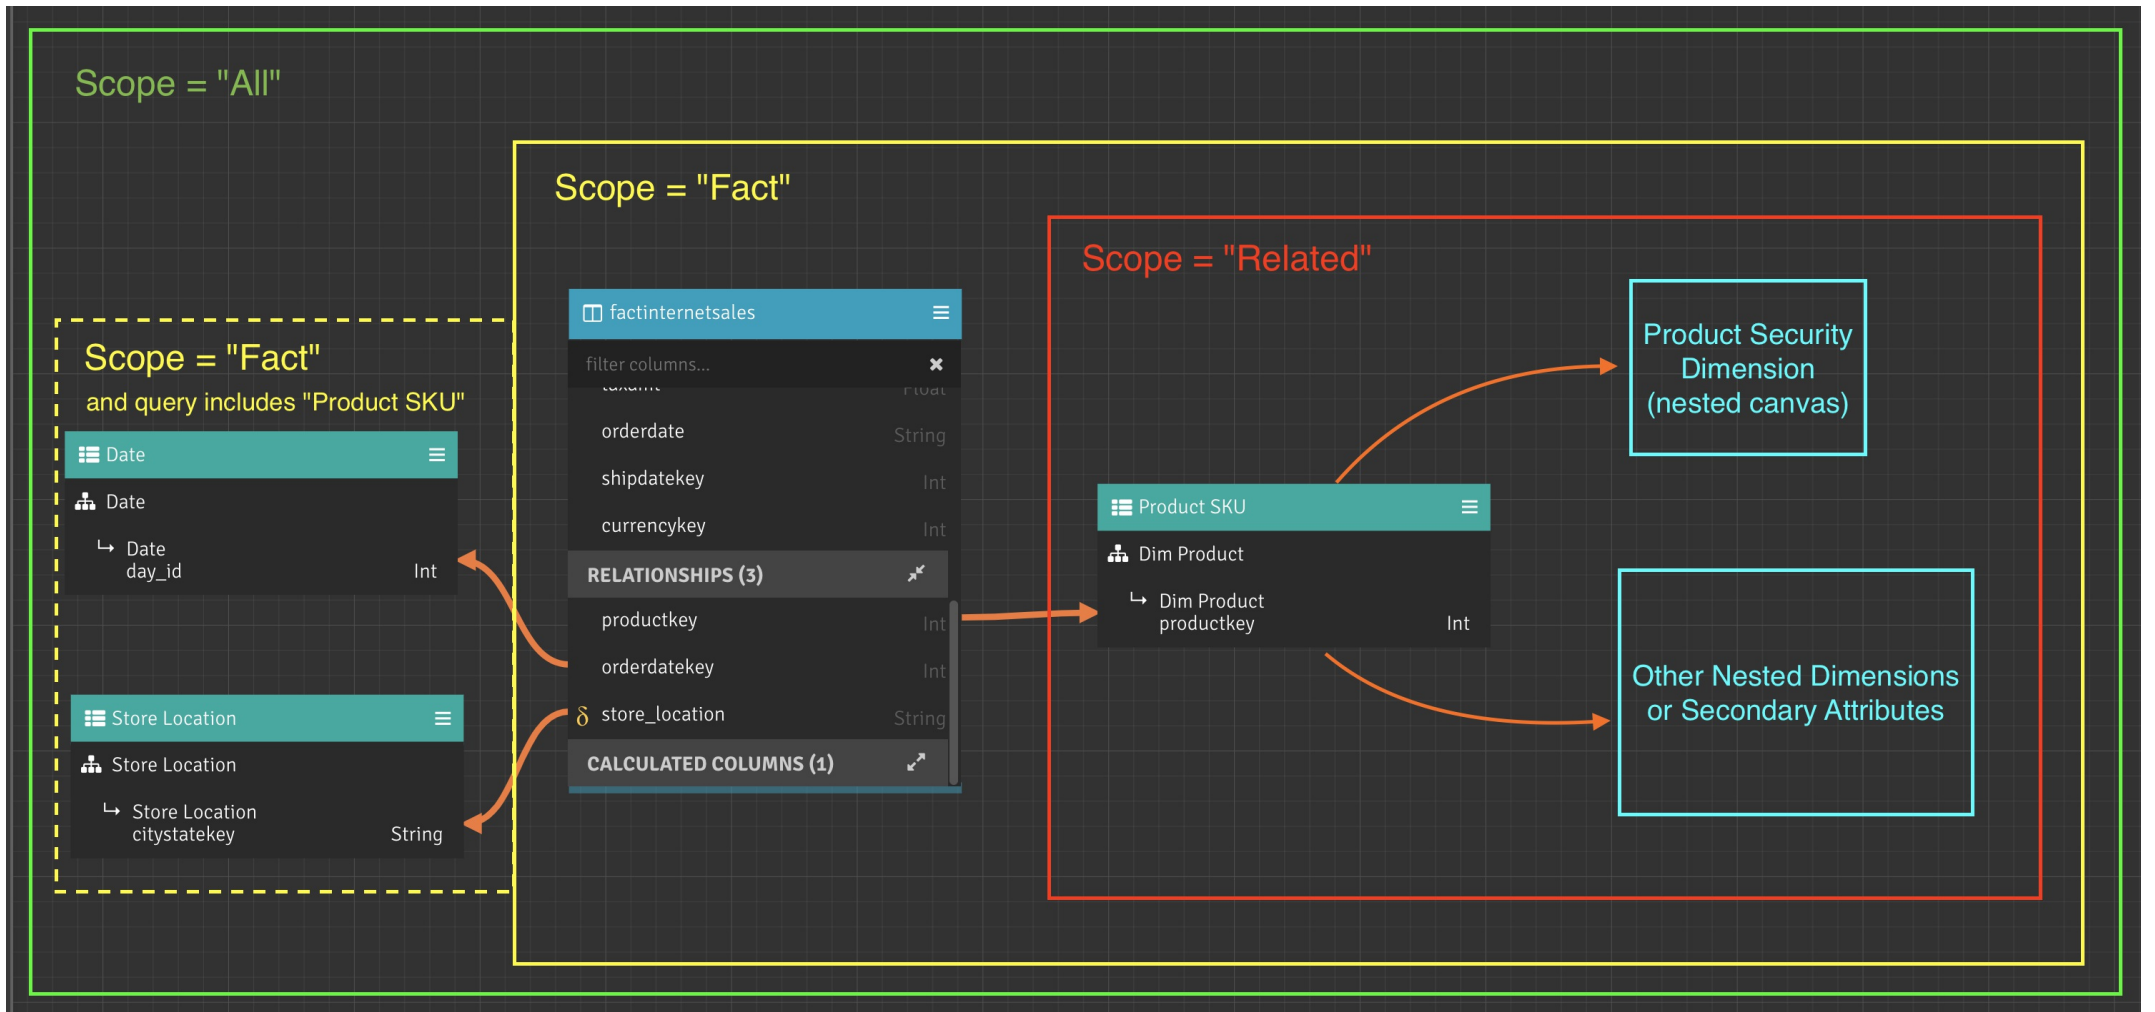 Scope = "All"
Scope = "Fact"
Scope = "Related"
Scope = "Fact"
and query includes "Product SKU"
Date
Date
Date
day_id Int
Store Location
Store Location
Store Location
citystatekey String
factinternetsales
filter columns...
taxamt Float
orderdate String
shipdatekey Int
currencykey Int
RELATIONSHIPS (3)
productkey Int
orderdatekey Int
δ store_location String
CALCULATED COLUMNS (1)
Product SKU
Dim Product
Dim Product
productkey Int
Product Security
Dimension
(nested canvas)
Other Nested Dimensions
or Secondary Attributes